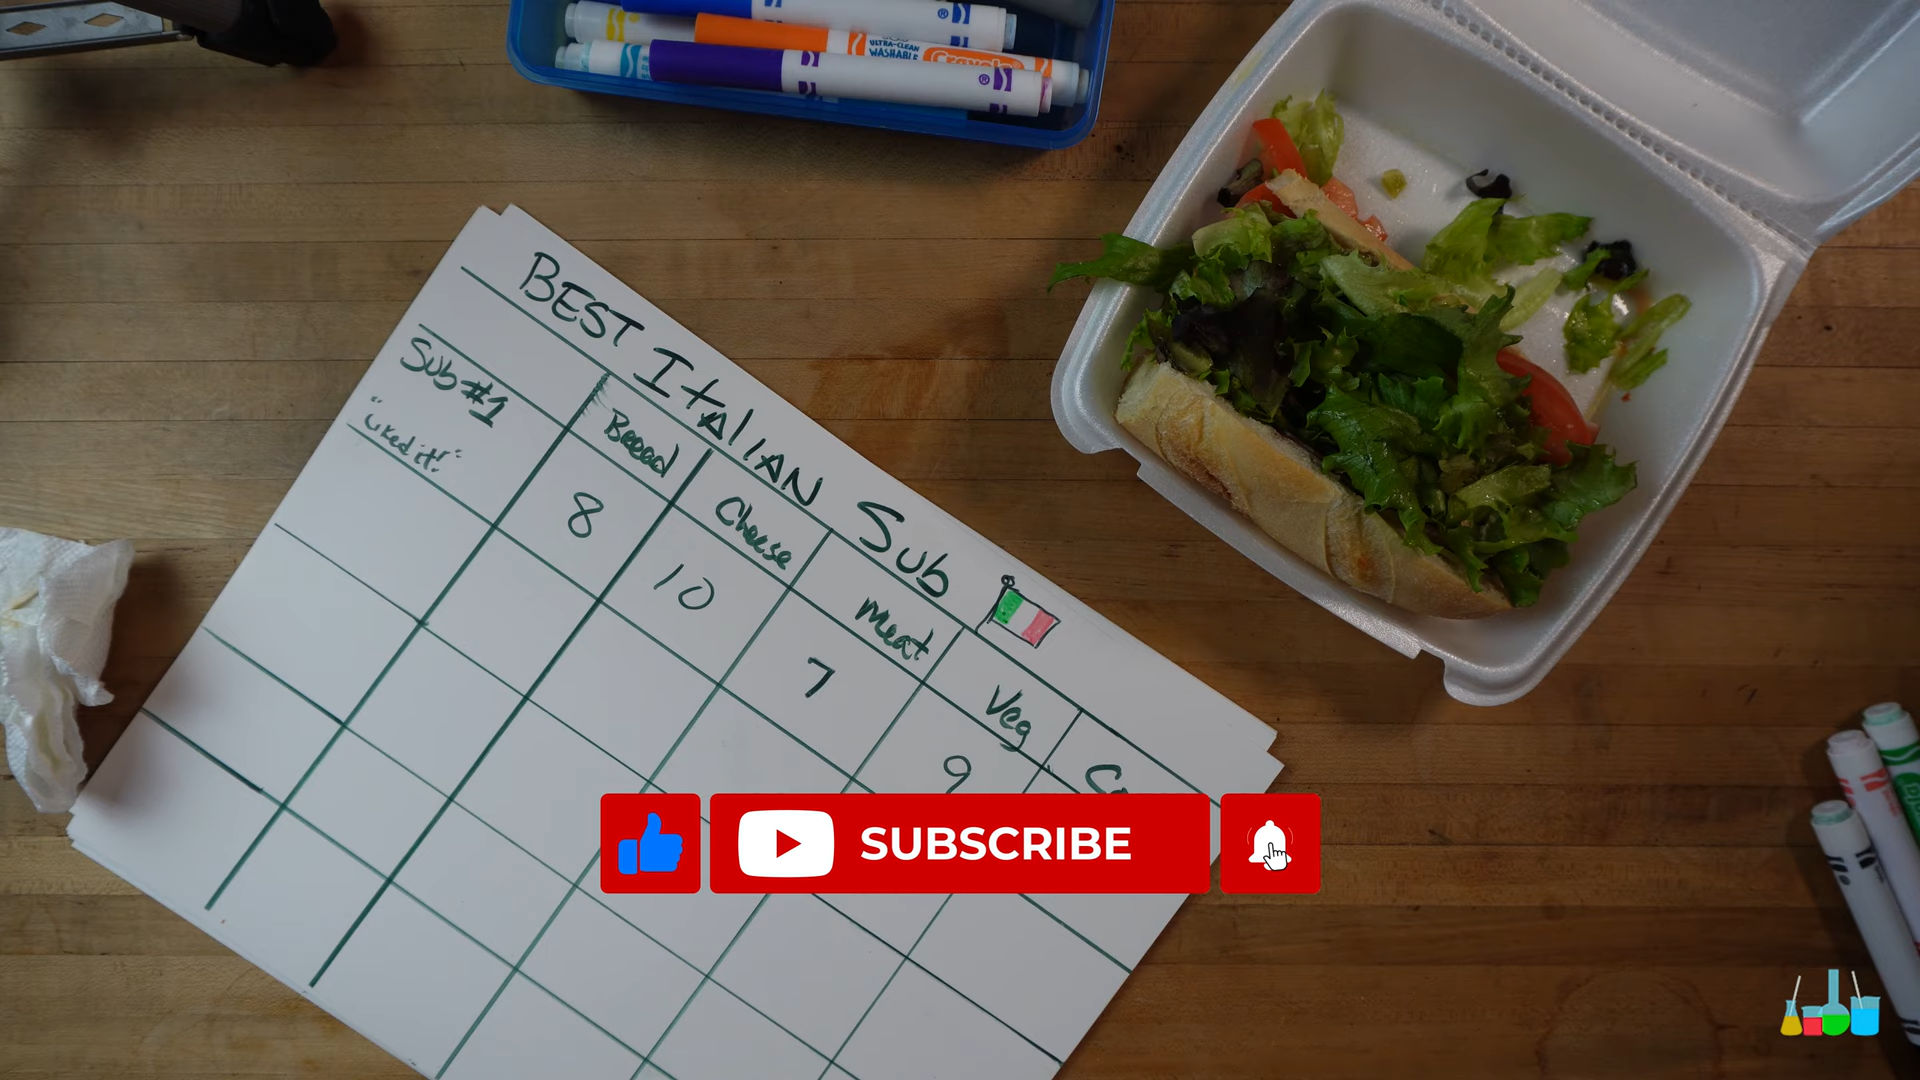 ULTRA-CLEAN
WASHABLE
Crayola
BEST ItAlIAN Sub
Sub #1
"Liked it!"
Bread
Cheese
Meat
Veg
8
10
7
9
SUBSCRIBE